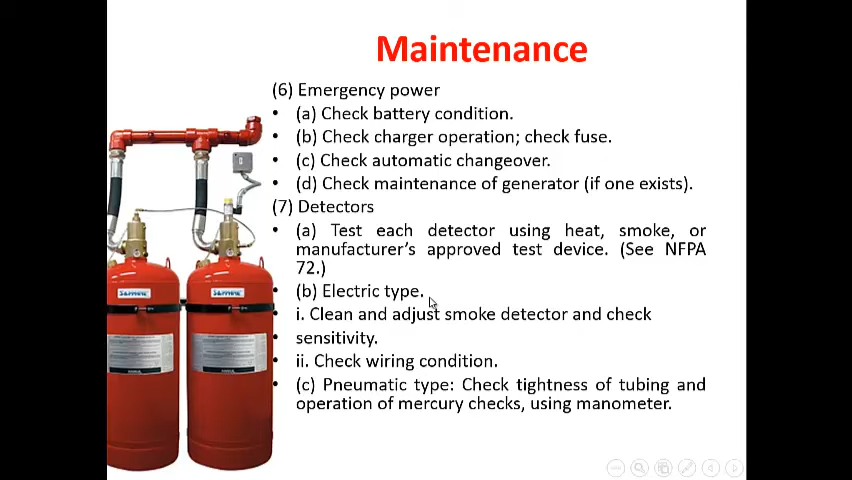 Maintenance
(6) Emergency power
• (a) Check battery condition.
• (b) Check charger operation; check fuse.
• (c) Check automatic changeover.
• (d) Check maintenance of generator (if one exists).
(7) Detectors
• (a) Test each detector using heat, smoke, or
manufacturer's approved test device. (See NFPA
72.)
• (b) Electric type.
• i. Clean and adjust smoke detector and check
• sensitivity.
• ii. Check wiring condition.
• (c) Pneumatic type: Check tightness of tubing and
operation of mercury checks, using manometer.